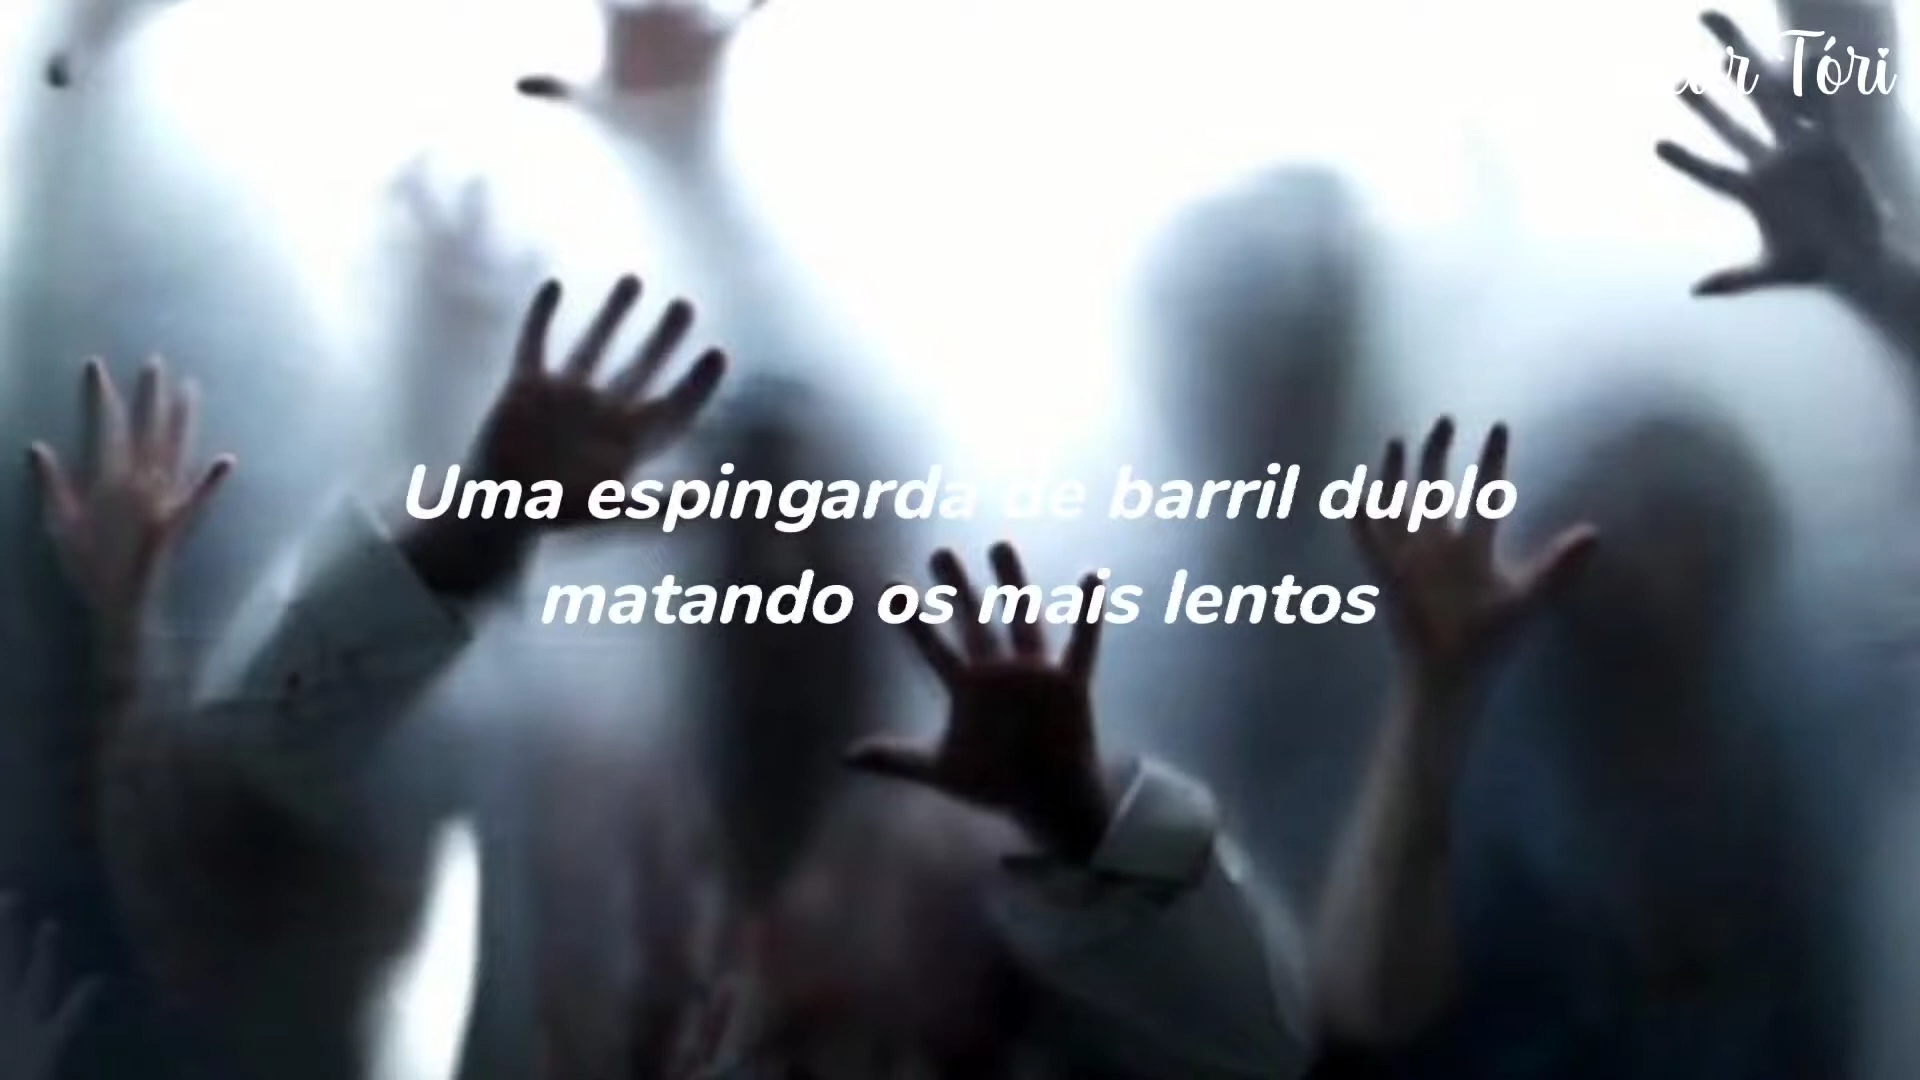 Tóri
Uma espingarda de barril duplo
matando os mais lentos